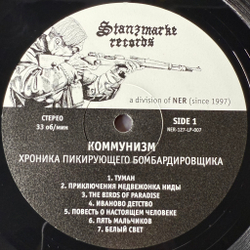 Stanzmarke
records
a division of NER (since 1997)
СТЕРЕО
33 об/мин
SIDE 1
NER-127-LP-007
КОММУНИЗМ
ХРОНИКА ПИКИРУЮЩЕГО БОМБАРДИРОВЩИКА
1. ТУМАН
2. ПРИКЛЮЧЕНИЯ МЕДВЕЖОНКА НИДЫ
3. THE BIRDS OF PARADISE
4. ИВАНОВО ДЕТСТВО
5. ПОВЕСТЬ О НАСТОЯЩЕМ ЧЕЛОВЕКЕ
6. ПЯТЬ МАЛЬЧИКОВ
7. БЕЛЫЙ СВЕТ